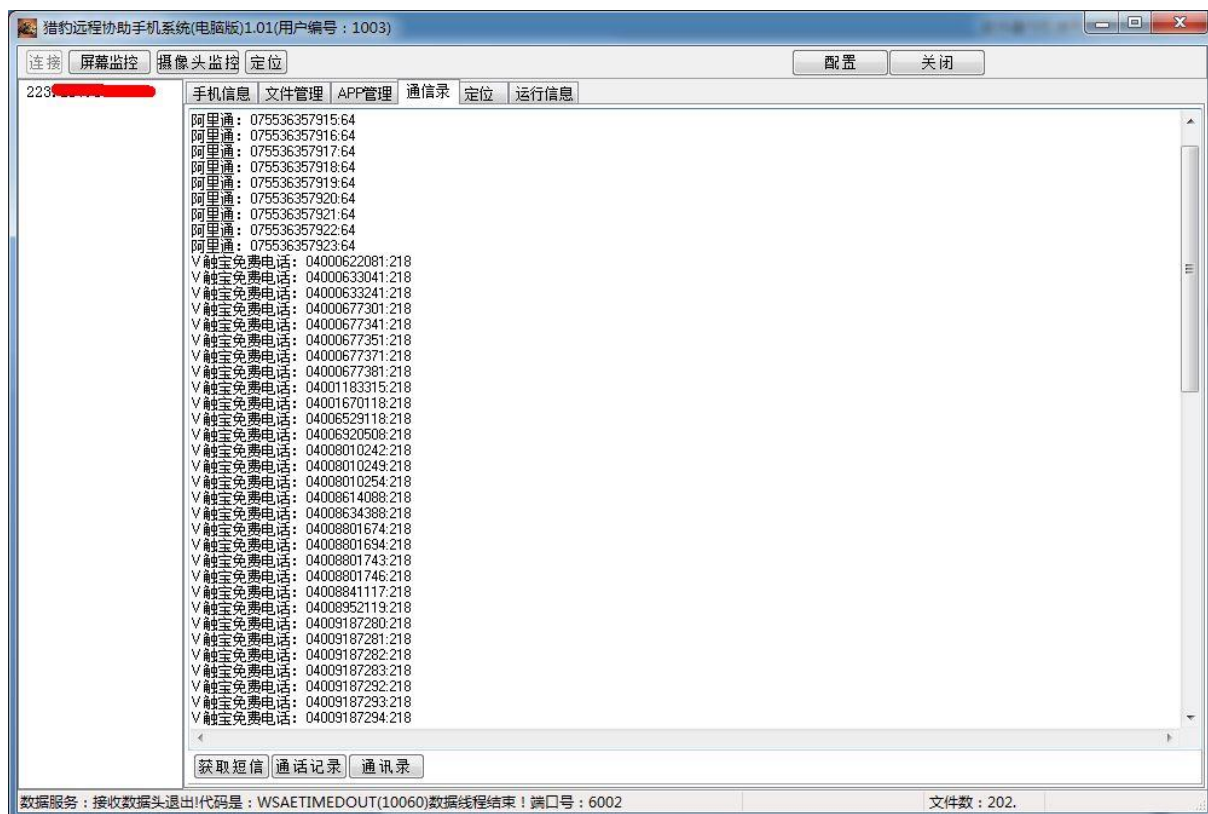 猎豹远程协助手机系统(电脑版)1.01(用户编号：1003)
连接 屏幕监控 摄像头监控 定位 配置 关闭
223.
手机信息 文件管理 APP管理 通信录 定位 运行信息
阿里通：075536357915:64
阿里通：075536357916:64
阿里通：075536357917:64
阿里通：075536357918:64
阿里通：075536357919:64
阿里通：075536357920:64
阿里通：075536357921:64
阿里通：075536357922:64
阿里通：075536357923:64
V触宝免费电话：04000622081:218
V触宝免费电话：04000633041:218
V触宝免费电话：04000633241:218
V触宝免费电话：04000677301:218
V触宝免费电话：04000677341:218
V触宝免费电话：04000677351:218
V触宝免费电话：04000677371:218
V触宝免费电话：04000677381:218
V触宝免费电话：04001183315:218
V触宝免费电话：04001670118:218
V触宝免费电话：04006529118:218
V触宝免费电话：04006920508:218
V触宝免费电话：04008010242:218
V触宝免费电话：04008010249:218
V触宝免费电话：04008010254:218
V触宝免费电话：04008614088:218
V触宝免费电话：04008634388:218
V触宝免费电话：04008801674:218
V触宝免费电话：04008801694:218
V触宝免费电话：04008801743:218
V触宝免费电话：04008801746:218
V触宝免费电话：04008841117:218
V触宝免费电话：04008952119:218
V触宝免费电话：04009187280:218
V触宝免费电话：04009187281:218
V触宝免费电话：04009187282:218
V触宝免费电话：04009187283:218
V触宝免费电话：04009187292:218
V触宝免费电话：04009187293:218
V触宝免费电话：04009187294:218
获取短信 通话记录 通讯录
数据服务：接收数据头退出!代码是：WSAETIMEDOUT(10060)数据线程结束！端口号：6002 文件数：202.